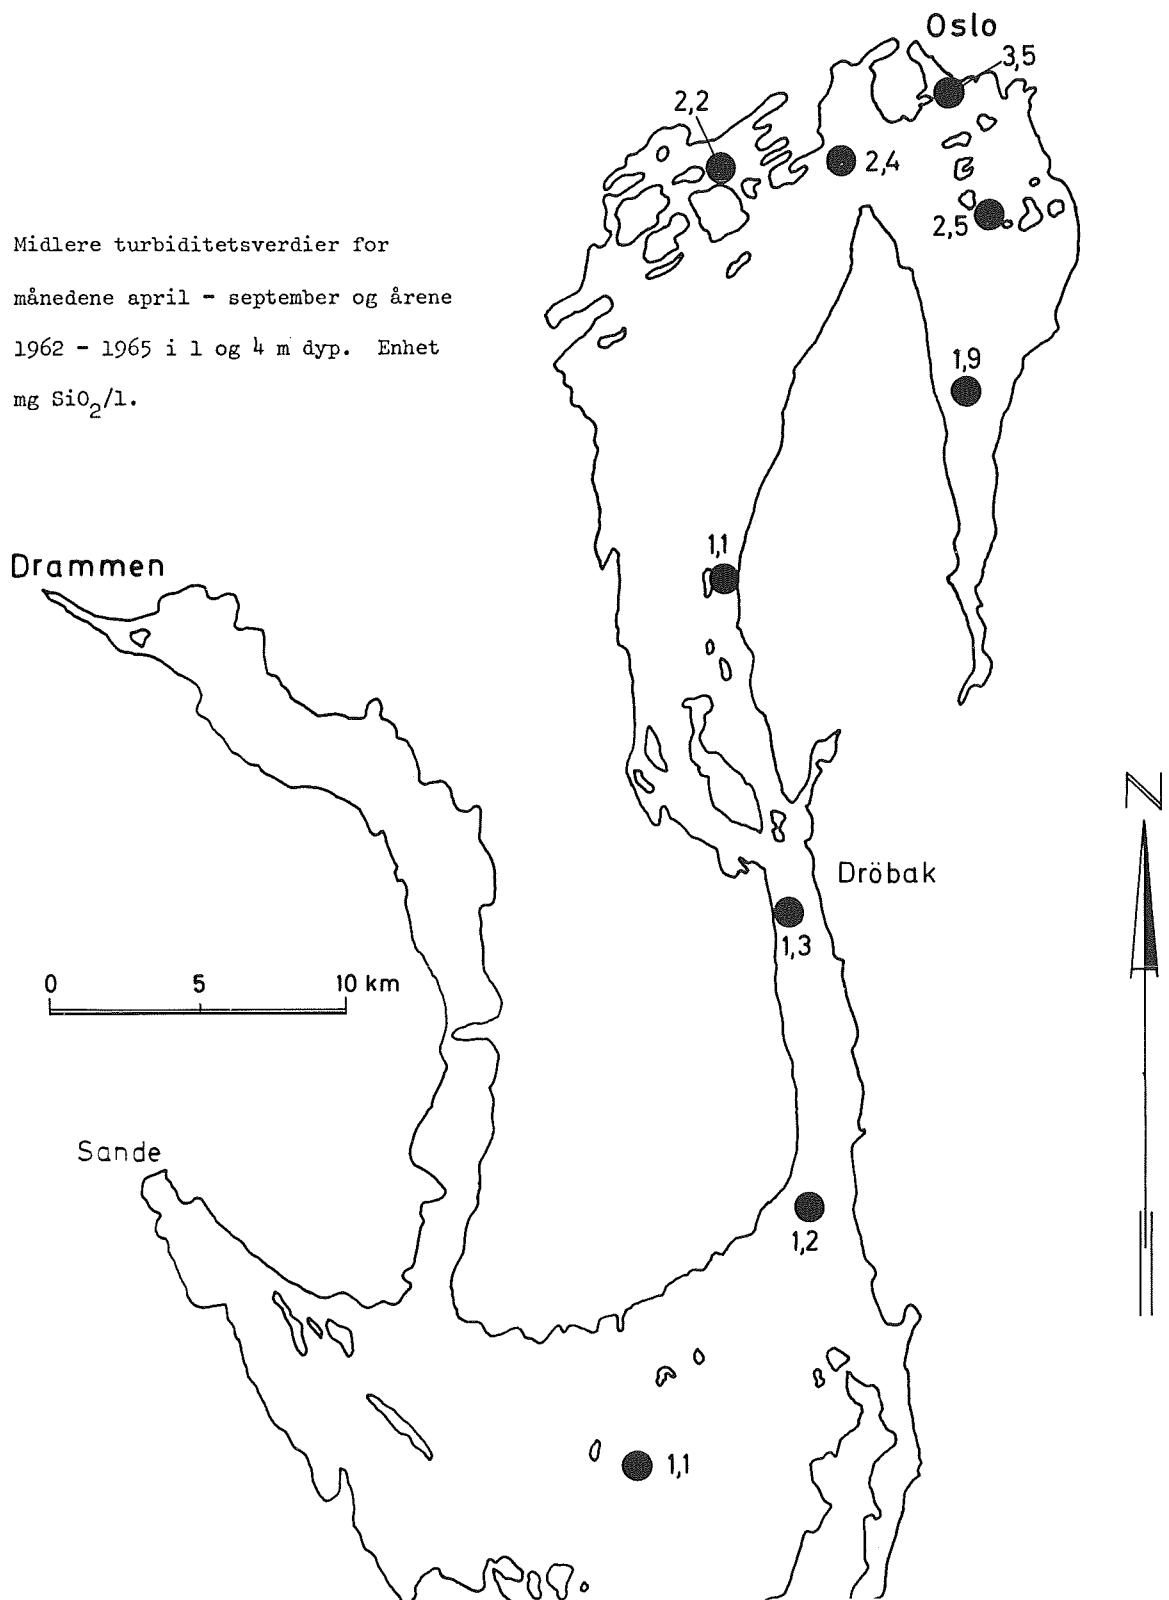 Oslo
3,5
2,2
2,4
2,5
Midlere turbiditetsverdier for
månedene april - september og årene
1962 - 1965 i 1 og 4 m dyp. Enhet
mg SiO₂/l.
1,9
1,1
Drammen
N
Dröbak
1,3
0 5 10 km
Sande
1,2
1,1